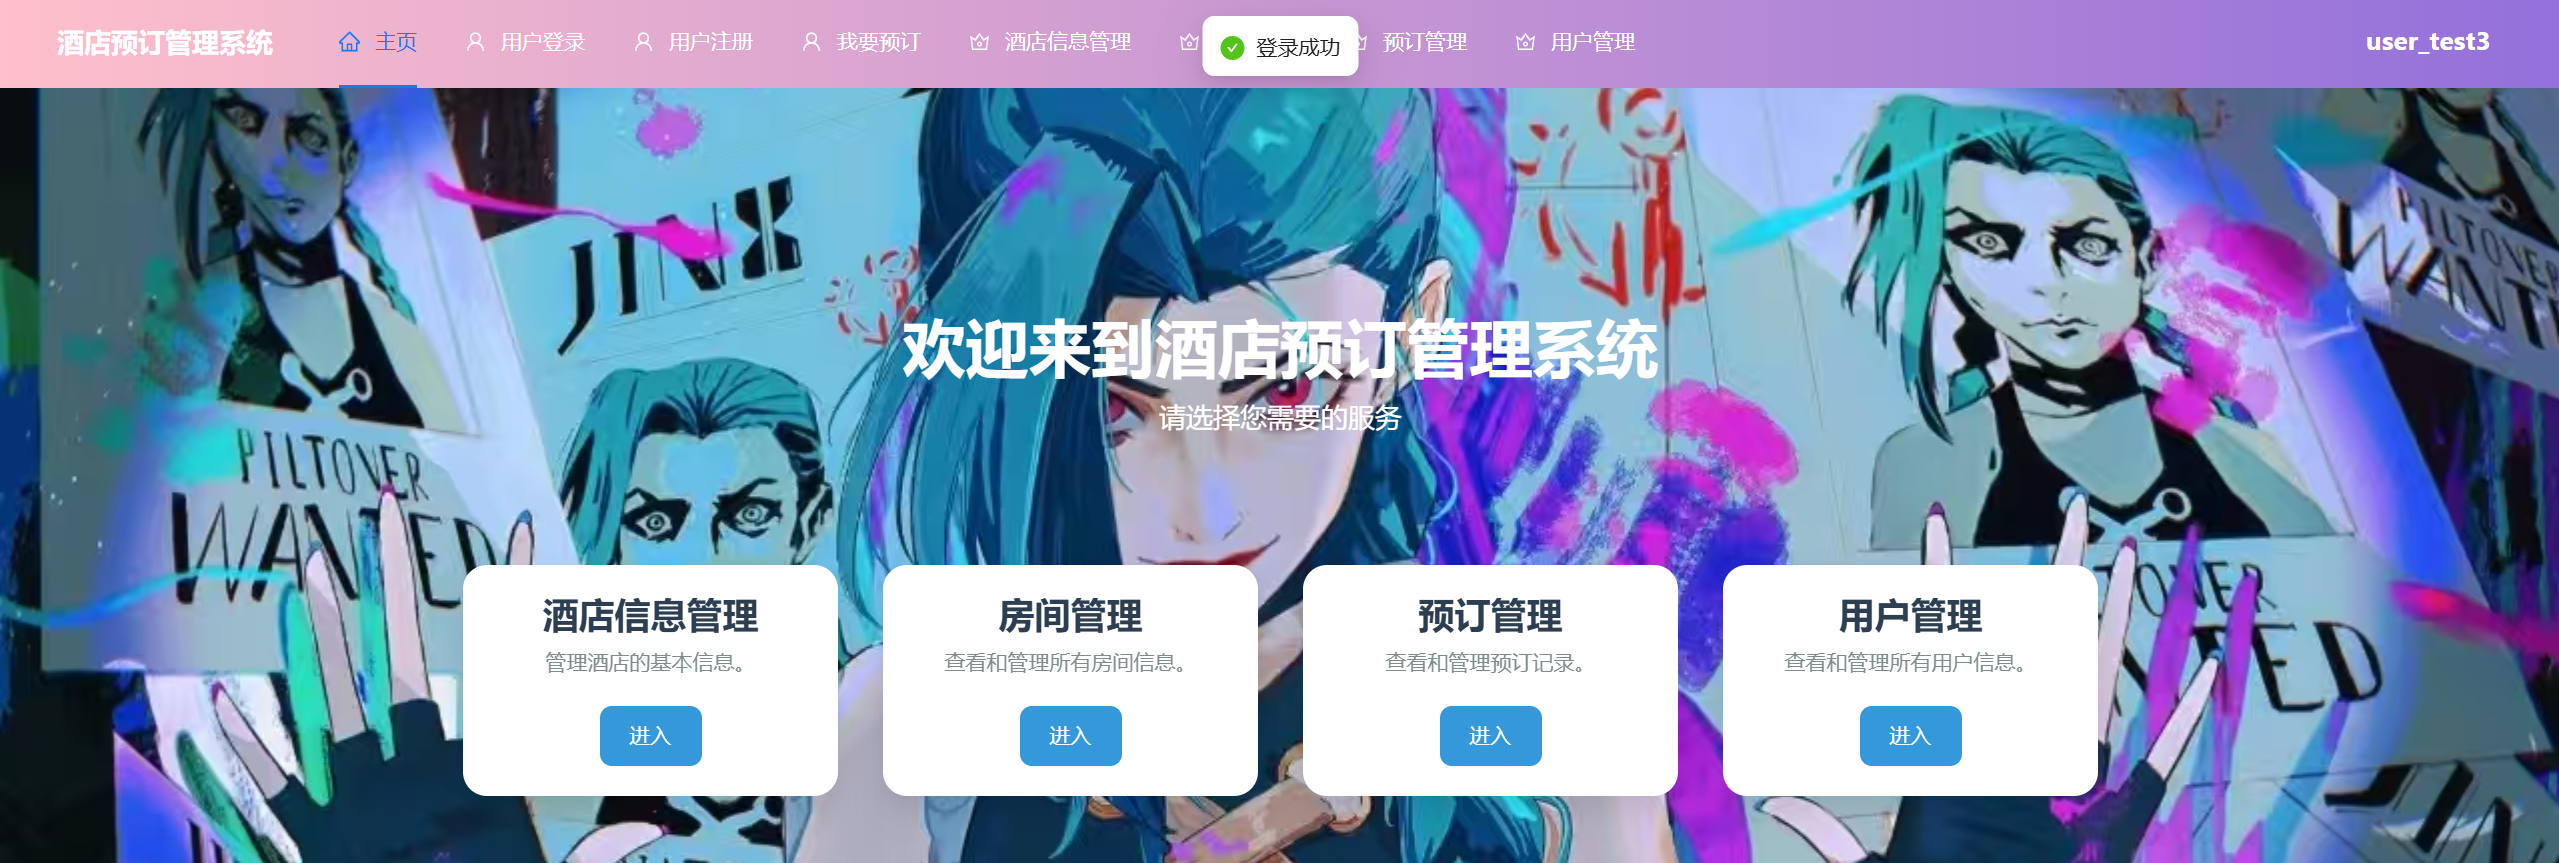 酒店预订管理系统
主页
用户登录
用户注册
我要预订
酒店信息管理
登录成功
预订管理
用户管理
user_test3
JINX
PILTOVER
WANTED
PILTOVER
WANT
欢迎来到酒店预订管理系统
请选择您需要的服务
酒店信息管理
管理酒店的基本信息。
进入
房间管理
查看和管理所有房间信息。
进入
预订管理
查看和管理预订记录。
进入
用户管理
查看和管理所有用户信息。
进入